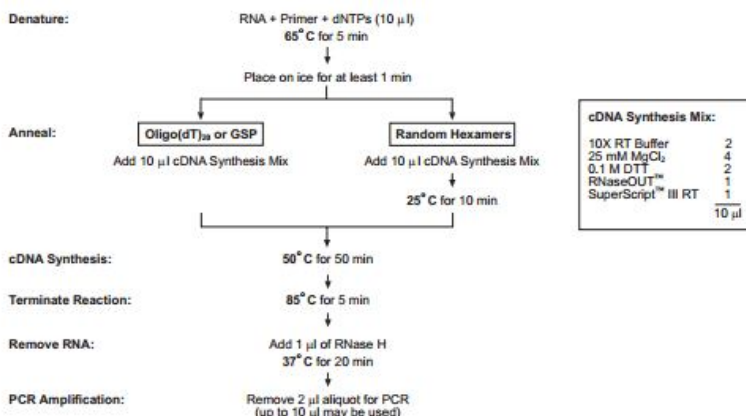 Denature:
RNA + Primer + dNTPs (10 µl)
65°C for 5 min
Place on ice for at least 1 min
Anneal:
Oligo(dT)₂₀ or GSP
Random Hexamers
Add 10 µl cDNA Synthesis Mix
Add 10 µl cDNA Synthesis Mix
25°C for 10 min
cDNA Synthesis:
50°C for 50 min
Terminate Reaction:
85°C for 5 min
Remove RNA:
Add 1 µl of RNase H
37°C for 20 min
PCR Amplification:
Remove 2 µl aliquot for PCR
(up to 10 µl may be used)
cDNA Synthesis Mix:
10X RT Buffer 2
25 mM MgCl₂ 4
0.1 M DTT 2
RNaseOUT™ 1
SuperScript™ III RT 1
10 µl